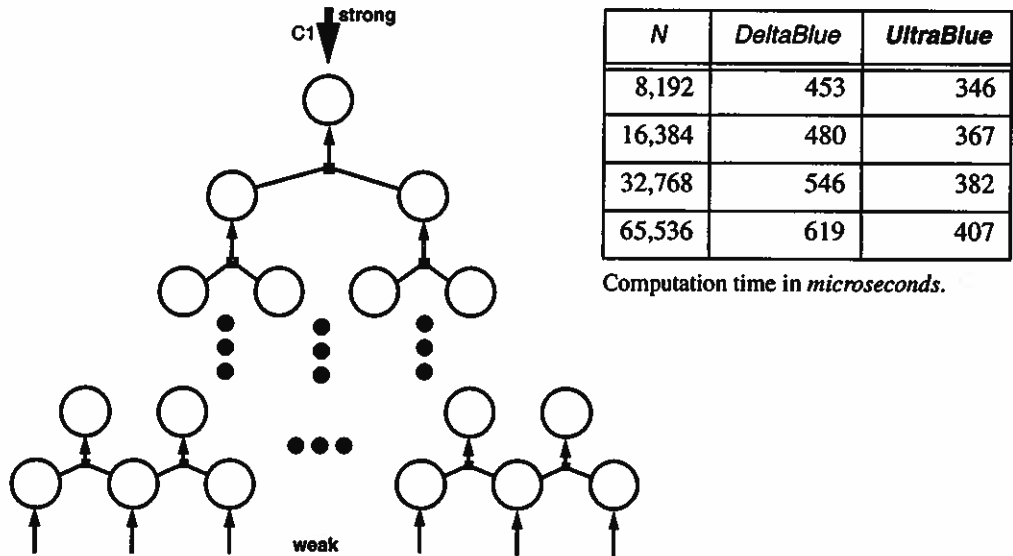 strong
C1
weak
N DeltaBlue UltraBlue
8,192 453 346
16,384 480 367
32,768 546 382
65,536 619 407
Computation time in microseconds.